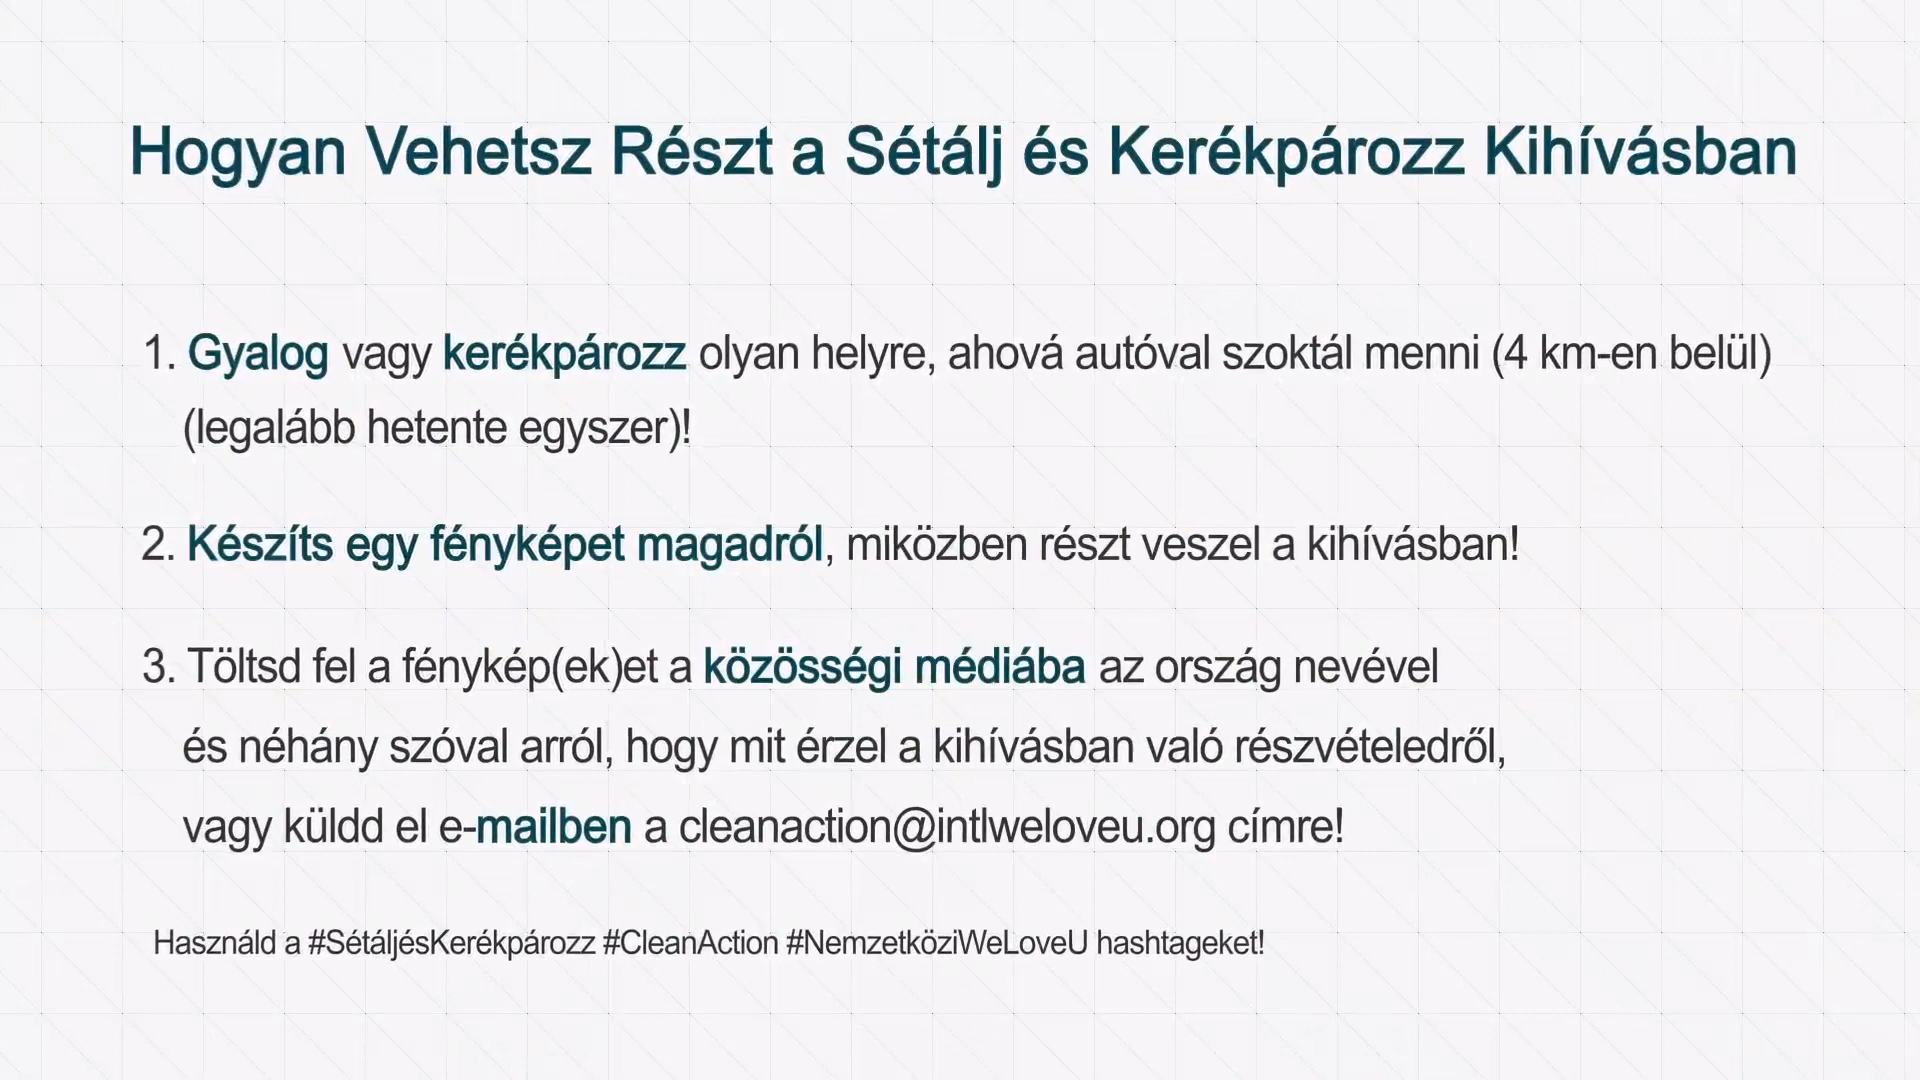 Hogyan Vehetsz Részt a Sétálj és Kerékpározz Kihívásban
1. Gyalog vagy kerékpározz olyan helyre, ahová autóval szoktál menni (4 km-en belül)
(legalább hetente egyszer)!
2. Készíts egy fényképet magadról, miközben részt veszel a kihívásban!
3. Töltsd fel a fénykép(ek)et a közösségi médiába az ország nevével
és néhány szóval arról, hogy mit érzel a kihívásban való részvételedről,
vagy küldd el e-mailben a cleanaction@intlweloveu.org címre!
Használd a #SétáljésKerékpározz #CleanAction #NemzetköziWeLoveU hashtageket!